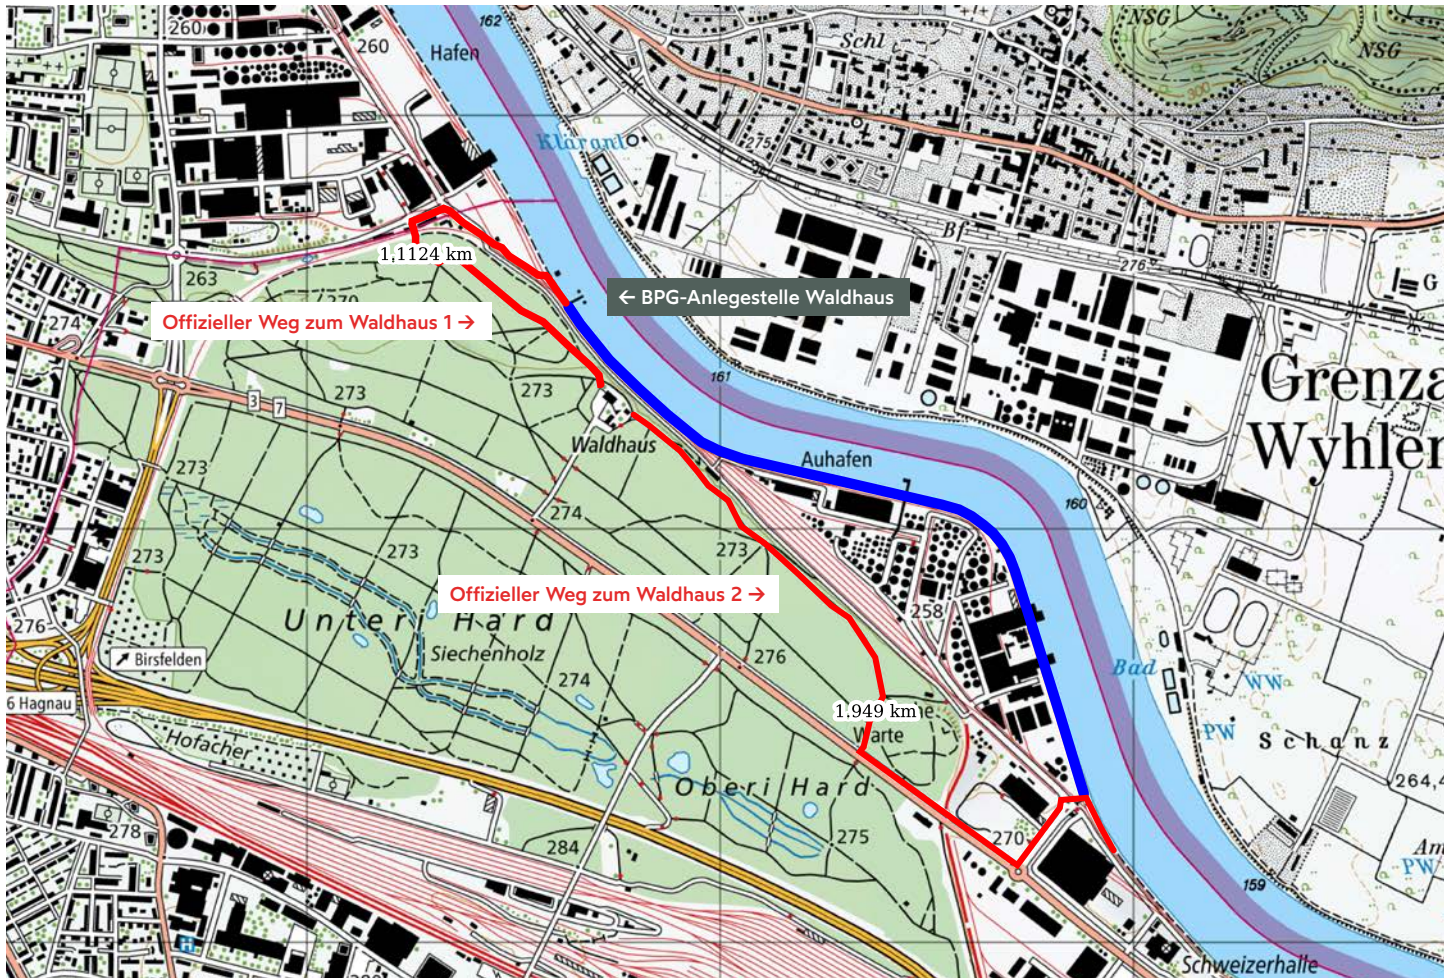 260
162
Hafen
260
Schl
NSG
NSG
300
Kläranl
275
Bf
276
G
1,1124 km
263
270
← BPG-Anlegestelle Waldhaus
Offizieller Weg zum Waldhaus 1 →
274
161
Grenza
Wyhlen
273
273
3
7
Waldhaus
Auhafen
273
160
274
273
273
273
Offizieller Weg zum Waldhaus 2 →
258
276
Unter Hard
Siechenholz
Birsfelden
276
Bad
WW
274
6 Hagnau
1.949 km
ne
Warte
PW
Schanz
Hofacher
264,4
Oberi Hard
278
284
275
270
Am
PW
159
H
Schweizerhalle